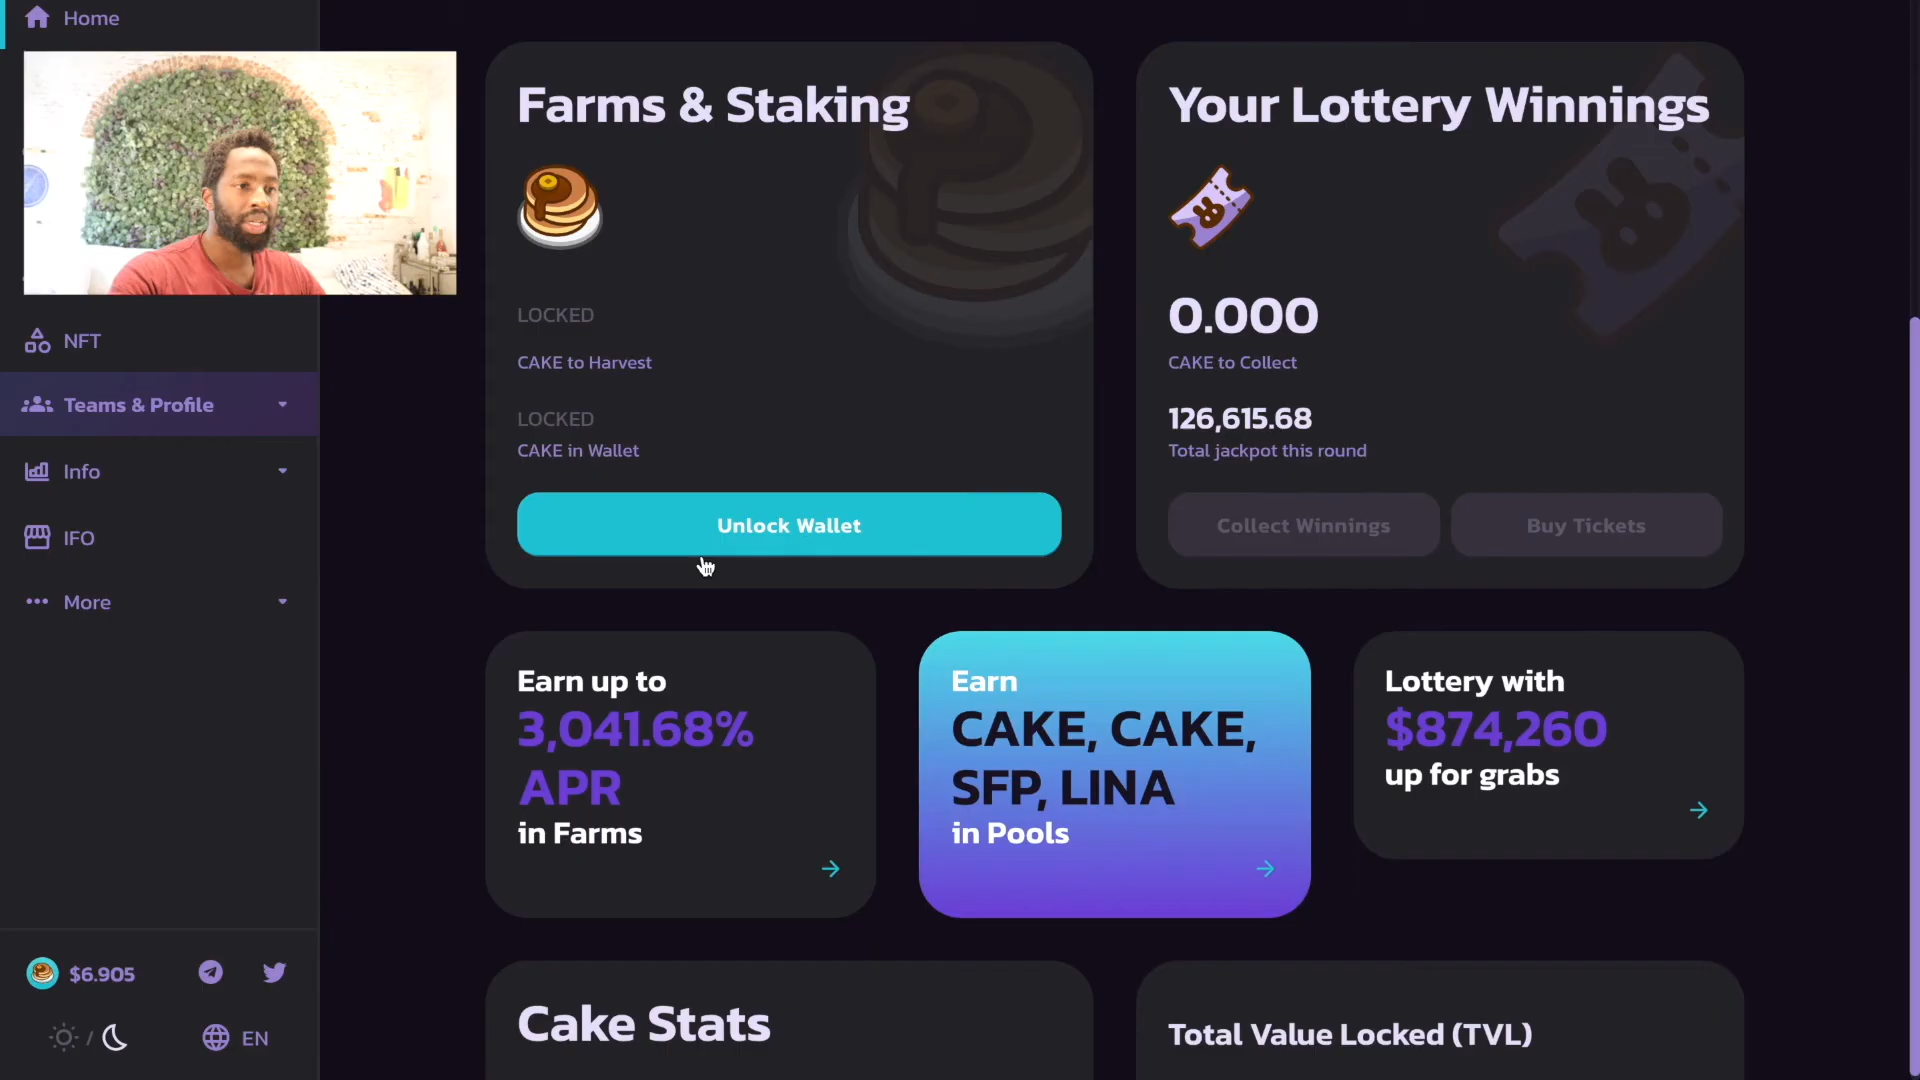 Home
NFT
Teams & Profile
Info
IFO
More
$6.905
EN
Farms & Staking
LOCKED
CAKE to Harvest
LOCKED
CAKE in Wallet
Unlock Wallet
Your Lottery Winnings
0.000
CAKE to Collect
126,615.68
Total jackpot this round
Collect Winnings
Buy Tickets
Earn up to
3,041.68%
APR
in Farms
Earn
CAKE, CAKE,
SFP, LINA
in Pools
Lottery with
$874,260
up for grabs
Cake Stats
Total Value Locked (TVL)